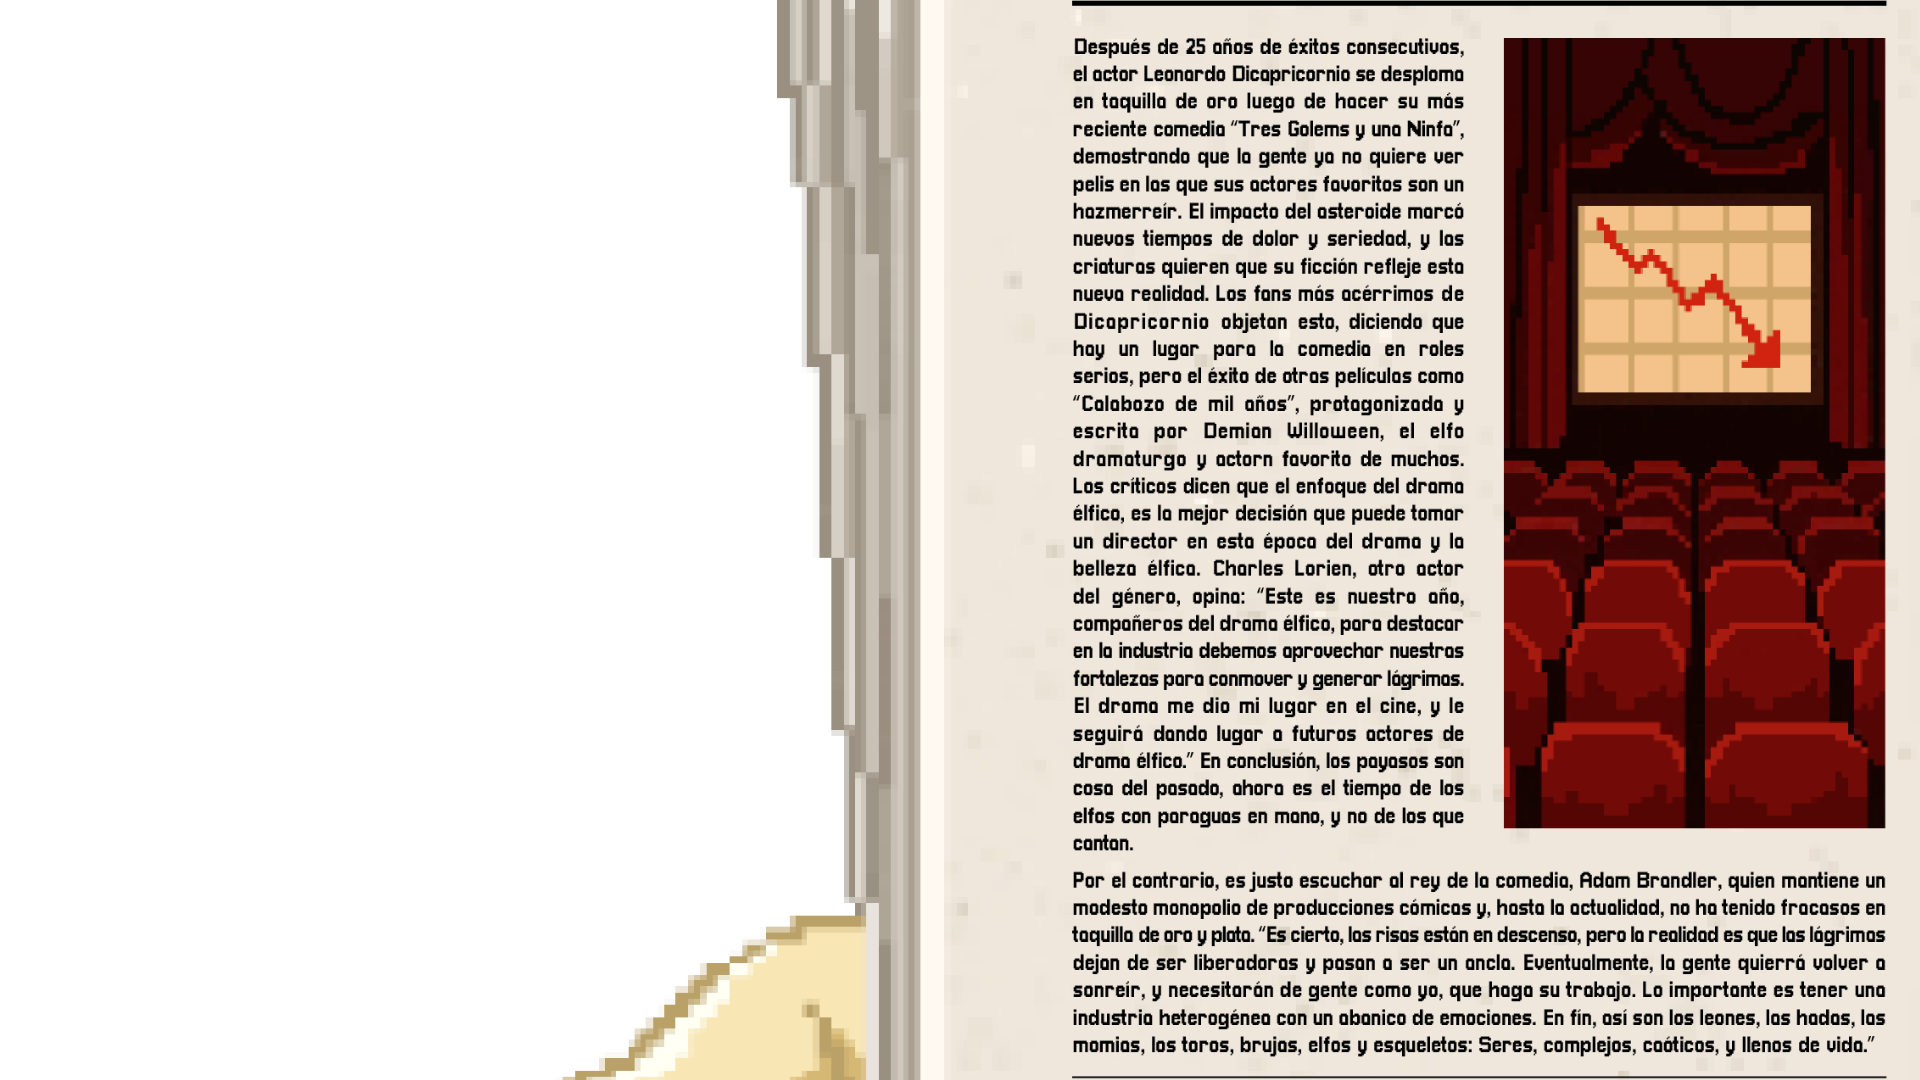 Después de 25 años de éxitos consecutivos,
el actor Leonardo Dicapricornio se desploma
en taquilla de oro luego de hacer su más
reciente comedia "Tres Golems y una Ninfa",
demostrando que la gente ya no quiere ver
pelis en las que sus actores favoritos son un
hazmerreír. El impacto del asteroide marcó
nuevos tiempos de dolor y seriedad, y las
criaturas quieren que su ficción refleje esta
nueva realidad. Los fans más acérrimos de
Dicapricornio objetan esto, diciendo que
hay un lugar para la comedia en roles
serios, pero el éxito de otras películas como
"Calabozo de mil años", protagonizada y
escrita por Demian Willoween, el elfo
dramaturgo y actorn favorito de muchos.
Los críticos dicen que el enfoque del drama
élfico, es la mejor decisión que puede tomar
un director en esta época del drama y la
belleza élfica. Charles Lorien, otro actor
del género, opina: "Este es nuestro año,
compañeros del drama élfico, para destacar
en la industria debemos aprovechar nuestras
fortalezas para conmover y generar lágrimas.
El drama me dio mi lugar en el cine, y le
seguirá dando lugar a futuros actores de
drama élfico." En conclusión, los payasos son
cosa del pasado, ahora es el tiempo de los
elfos con paraguas en mano, y no de los que
cantan.
Por el contrario, es justo escuchar al rey de la comedia, Adam Brandler, quien mantiene un
modesto monopolio de producciones cómicas y, hasta la actualidad, no ha tenido fracasos en
taquilla de oro y plata. "Es cierto, las risas están en descenso, pero la realidad es que las lágrimas
dejan de ser liberadoras y pasan a ser un ancla. Eventualmente, la gente querrá volver a
sonreír, y necesitarán de gente como yo, que haga su trabajo. Lo importante es tener una
industria heterogénea con un abanico de emociones. En fín, así son los leones, las hadas, las
momias, los toros, brujas, elfos y esqueletos: Seres, complejos, caóticos, y llenos de vida."